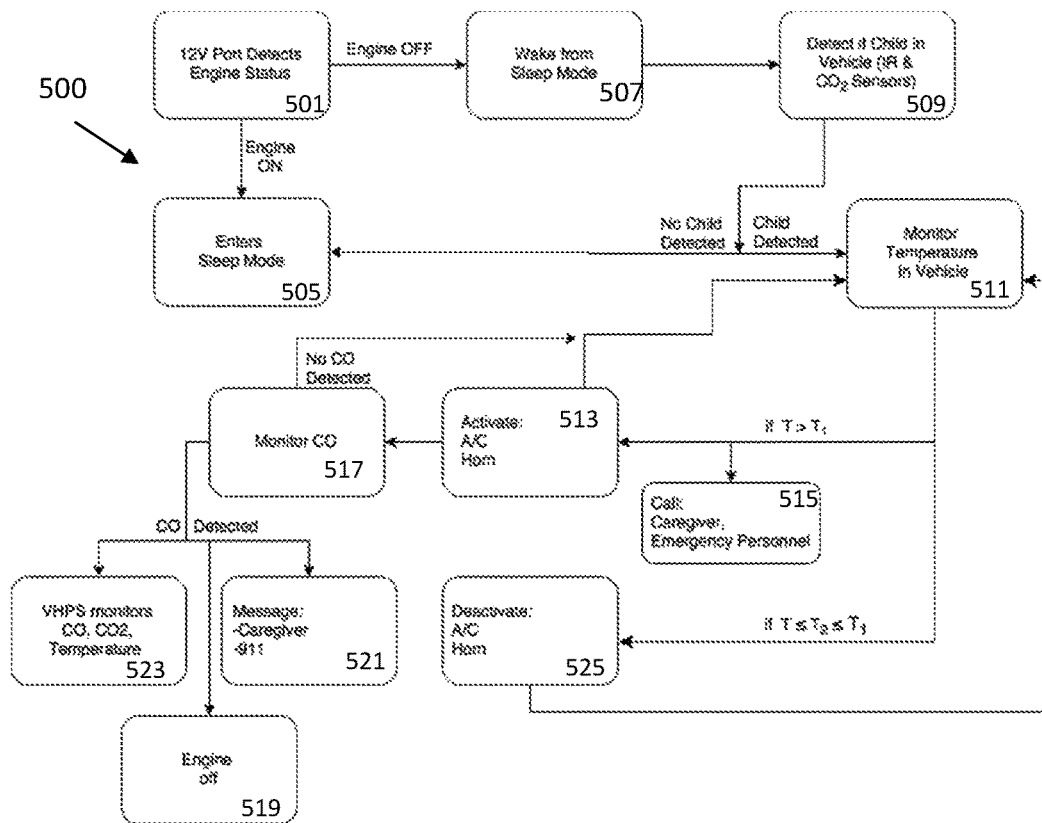 500
12V Port Detects
Engine Status
501
Engine OFF
Wake from
Sleep Mode
507
Detect if Child in
Vehicle (IR &
CO2 Sensors)
509
Engine
ON
Enters
Sleep Mode
505
No Child
Detected
Child
Detected
Monitor
Temperature
in Vehicle
511
No CO
Detected
Monitor CO
517
513
Activate:
A/C
Horn
if T > T1
515
Call:
Caregiver,
Emergency Personnel
CO Detected
VHPS monitors
CO, CO2,
Temperature
523
Message:
-Caregiver
-911
521
Deactivate:
A/C
Horn
525
if T ≤ T2 ≤ T1
Engine
off
519